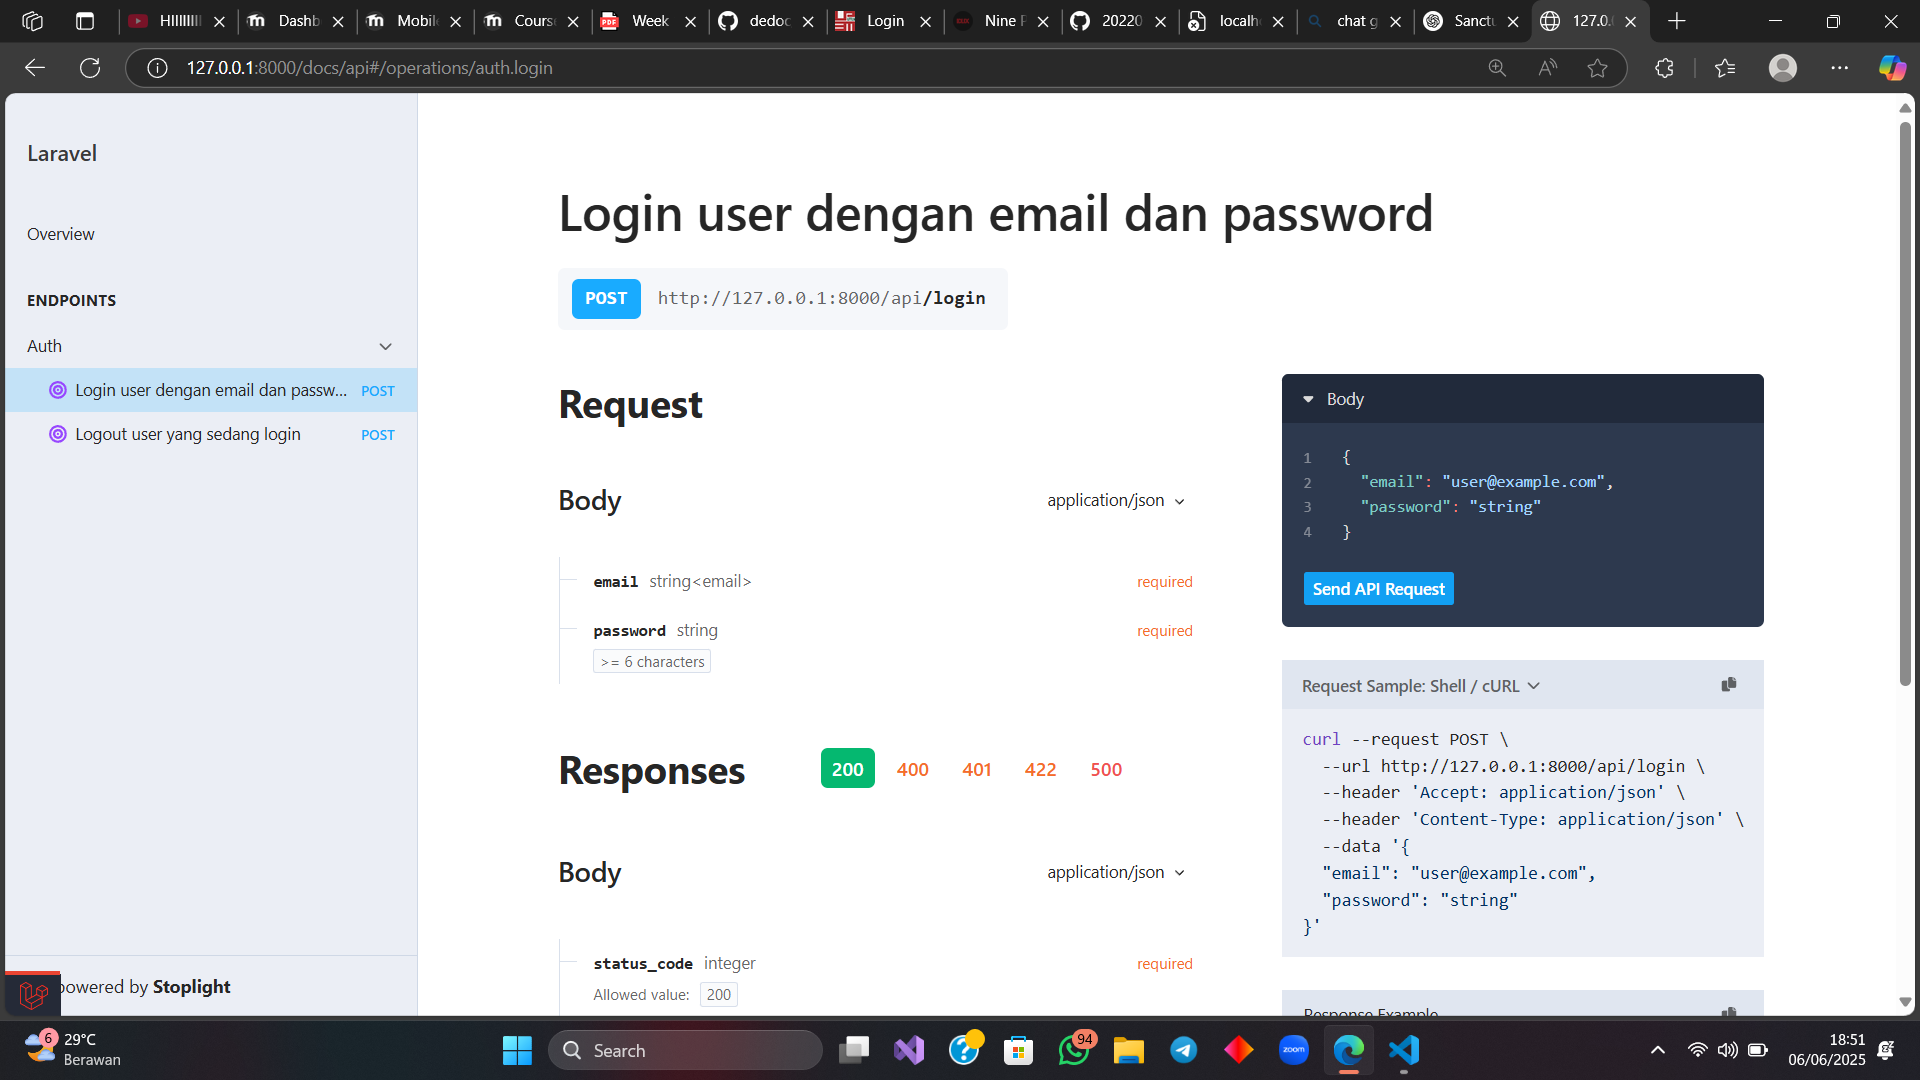 HIIIIIIII
Dashb
Mobil
Cours
Week
dedoc
Login
Nine P
20220
localh
chat g
Sanctu
127.0.0
127.0.0.1:8000/docs/api#/operations/auth.login
Laravel
Overview
ENDPOINTS
Auth
Login user dengan email dan passw... POST
Logout user yang sedang login POST
powered by Stoplight
Login user dengan email dan password
POST http://127.0.0.1:8000/api/login
Request
Body application/json
email string<email> required
password string required
>= 6 characters
Responses 200 400 401 422 500
Body application/json
status_code integer required
Allowed value: 200
Body
1 {
2 "email": "user@example.com",
3 "password": "string"
4 }
Send API Request
Request Sample: Shell / cURL
curl --request POST \
--url http://127.0.0.1:8000/api/login \
--header 'Accept: application/json' \
--header 'Content-Type: application/json' \
--data '{
"email": "user@example.com",
"password": "string"
}'
Response Example
6
29°C
Berawan
Search
94
zoom
18:51
06/06/2025